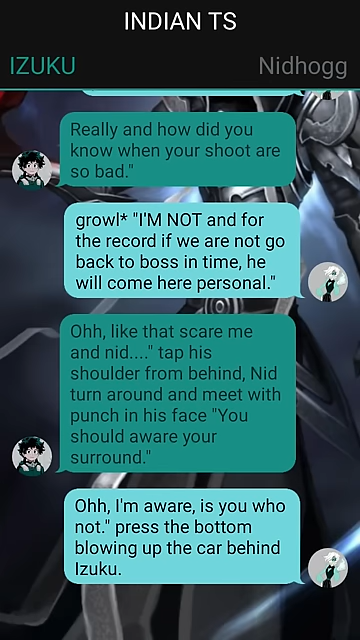 INDIAN TS
IZUKU
Nidhogg
Really and how did you
know when your shoot are
so bad."
growl* "I'M NOT and for
the record if we are not go
back to boss in time, he
will come here personal."
Ohh, like that scare me
and nid...." tap his
shoulder from behind, Nid
turn around and meet with
punch in his face "You
should aware your
surround."
Ohh, I'm aware, is you who
not." press the bottom
blowing up the car behind
Izuku.